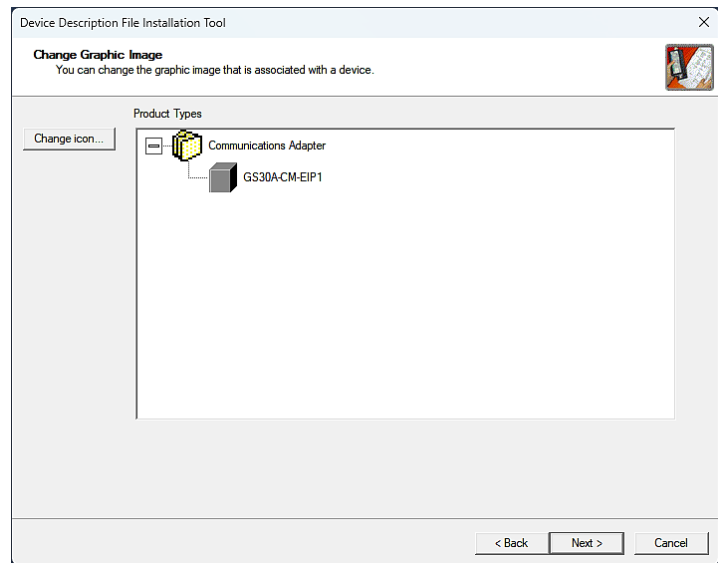 Device Description File Installation Tool
Change Graphic Image
You can change the graphic image that is associated with a device.
Product Types
Change icon...
Communications Adapter
GS30A-CM-EIP1
< Back
Next >
Cancel